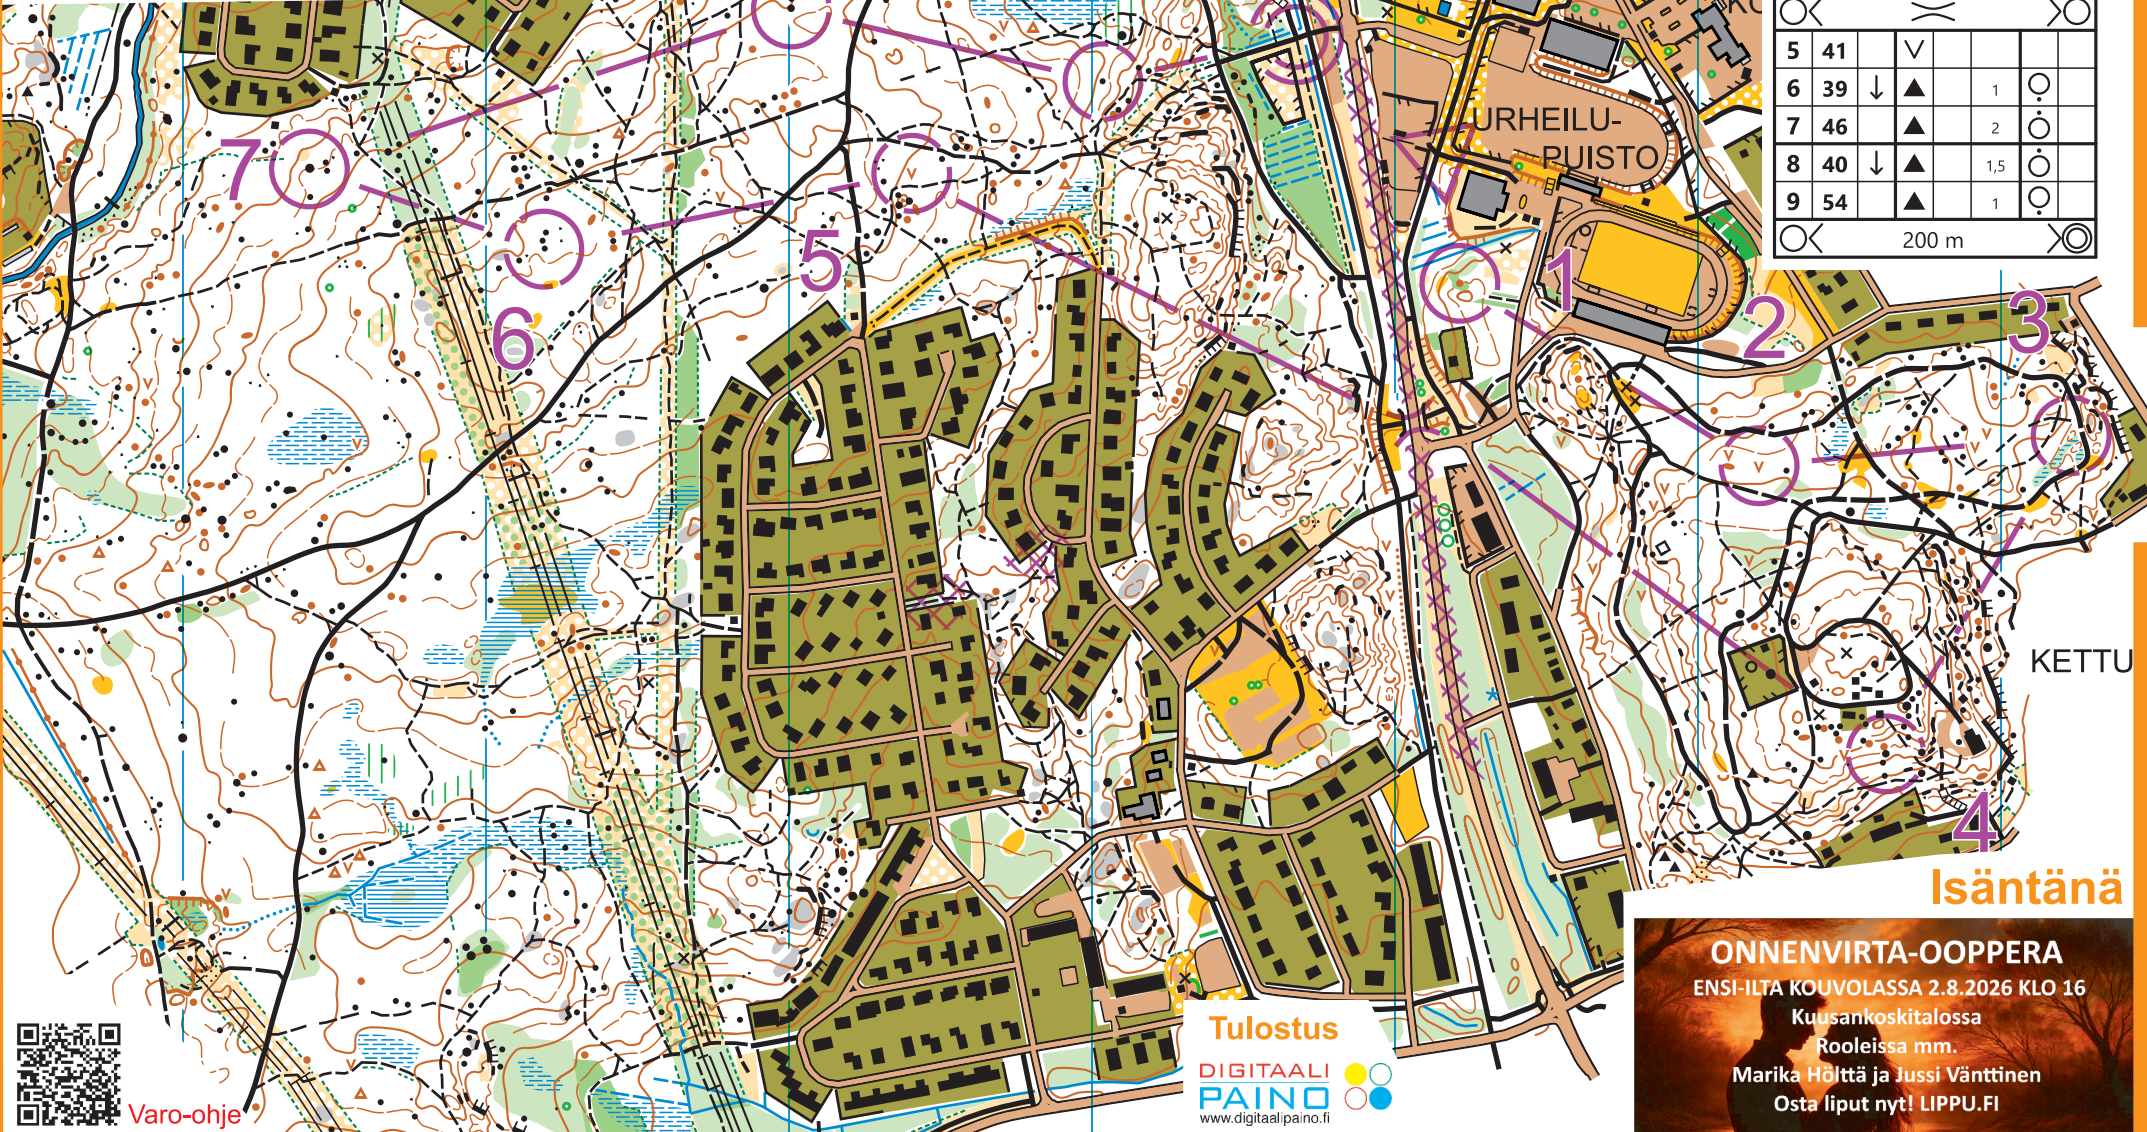 5 41
6 39 1
7 46 2
8 40 1,5
9 54 1
200 m
URHEILU-
PUISTO
7
5
6
1
2
3
4
KETTU
Isäntänä
ONNENVIRTA-OOPPERA
ENSI-ILTA KOUVOLASSA 2.8.2026 KLO 16
Kuusankoskitalossa
Rooleissa mm.
Marika Hölttä ja Jussi Vänttinen
Osta liput nyt! LIPPU.FI
Tulostus
DIGITAALI
PAINO
www.digitaalipaino.fi
Varo-ohje